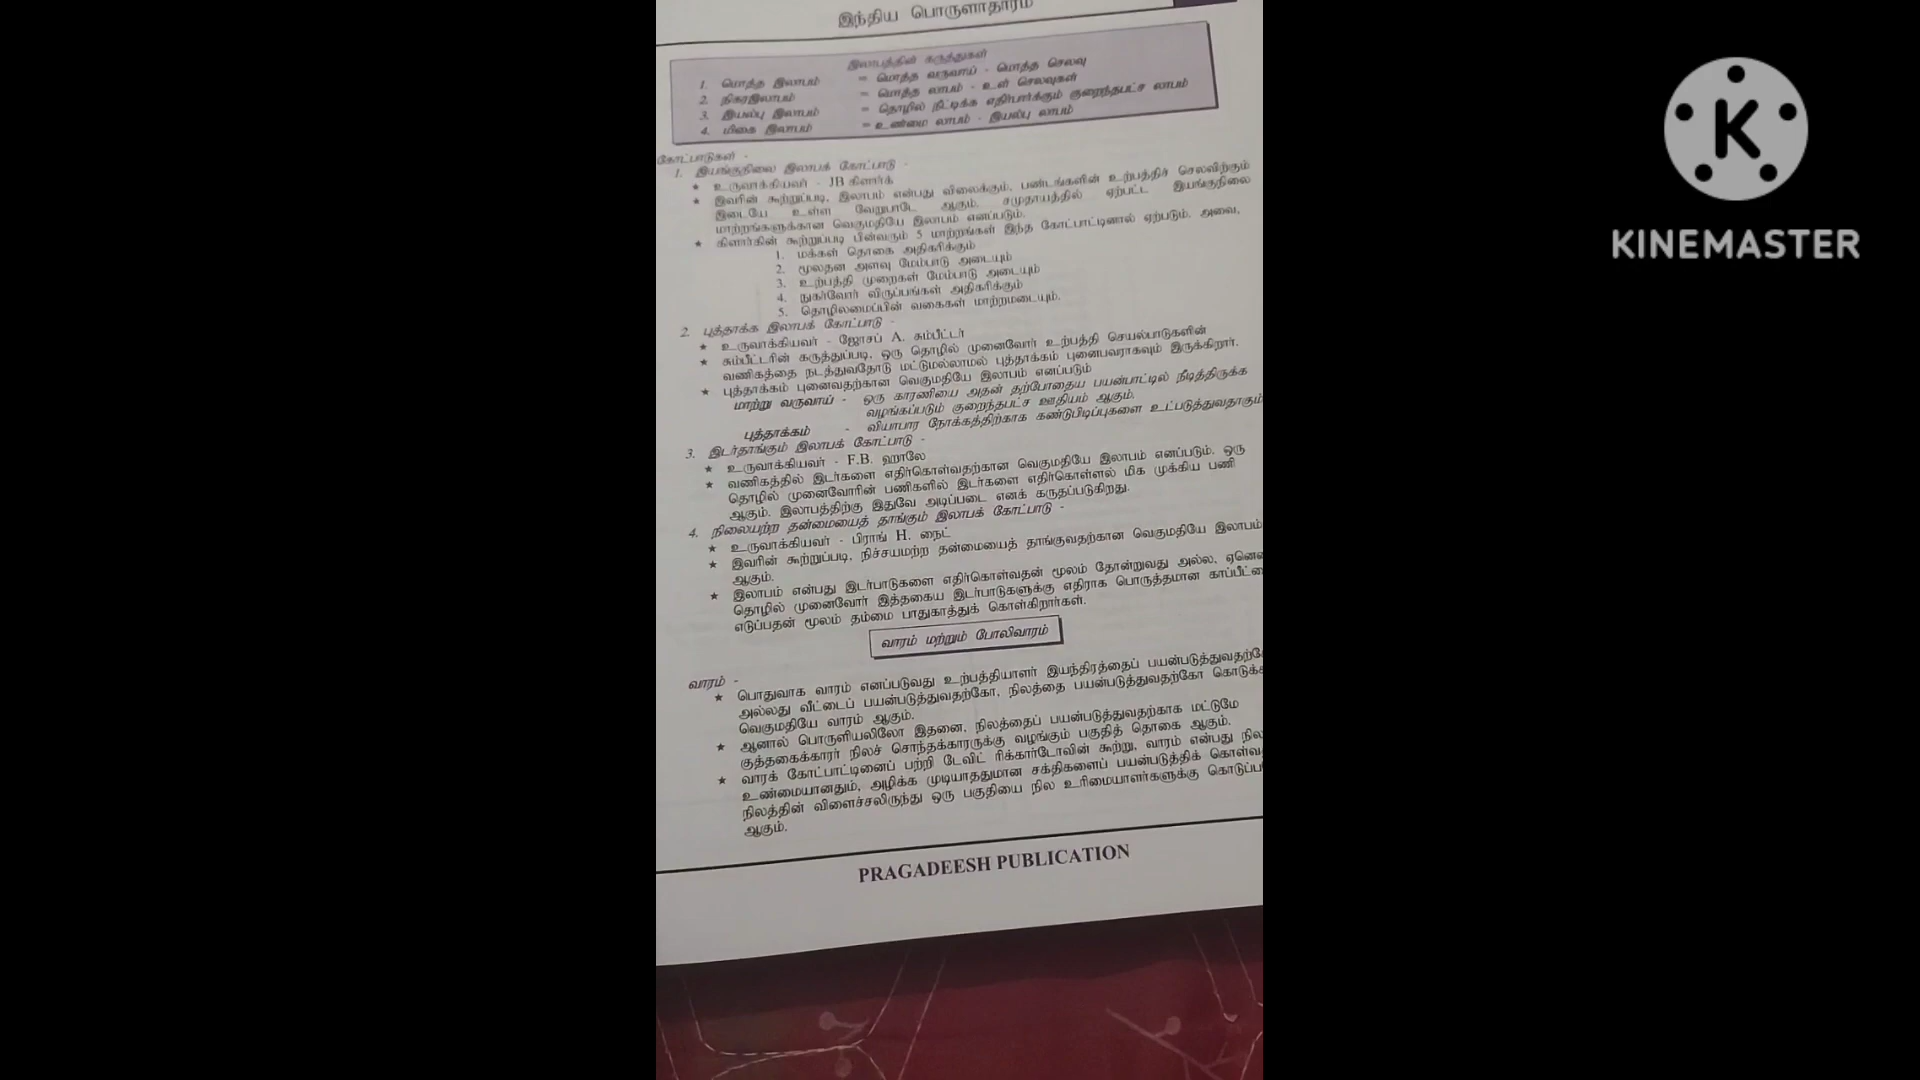 இந்திய பொருளாதாரம்
இலாபத்தின் கருத்துகள்
1. மொத்த இலாபம் = மொத்த வருவாய் - மொத்த செலவு
2. நிகரஇலாபம் = மொத்த லாபம் - உள் செலவுகள்
3. இயல்பு இலாபம் = தொழில் நீட்டிக்க எதிர்பார்க்கும் குறைந்தபட்ச லாபம்
4. மிகை இலாபம் = உண்மை லாபம் - இயல்பு லாபம்
கோட்பாடுகள் -
1. இயங்குநிலை இலாபக் கோட்பாடு -
★ உருவாக்கியவர் - JB கிளார்க்
★ இவரின் கூற்றுப்படி, இலாபம் என்பது விலைக்கும், பண்டங்களின் உற்பத்திச் செலவிற்கும்
இடையே உள்ள வேறுபாடே ஆகும். சமுதாயத்தில் ஏற்பட்ட இயங்குநிலை
மாற்றங்களுக்கான வெகுமதியே இலாபம் எனப்படும்.
★ கிளார்கின் கூற்றுப்படி பின்வரும் 5 மாற்றங்கள் இந்த கோட்பாட்டினால் ஏற்படும். அவை,
1. மக்கள் தொகை அதிகரிக்கும்
2. மூலதன அளவு மேம்பாடு அடையும்
3. உற்பத்தி முறைகள் மேம்பாடு அடையும்
4. நுகர்வோர் விருப்பங்கள் அதிகரிக்கும்
5. தொழிலமைப்பின் வகைகள் மாற்றமடையும்.
2. புத்தாக்க இலாபக் கோட்பாடு -
★ உருவாக்கியவர் - ஜோசப் A. சும்பீட்டர்
★ சும்பீட்டரின் கருத்துப்படி, ஒரு தொழில் முனைவோர் உற்பத்தி செயல்பாடுகளின்
வணிகத்தை நடத்துவதோடு மட்டுமல்லாமல் புத்தாக்கம் புனைபவராகவும் இருக்கிறார்.
★ புத்தாக்கம் புனைவதற்கான வெகுமதியே இலாபம் எனப்படும்
மாற்று வருவாய் - ஒரு காரணியை அதன் தற்போதைய பயன்பாட்டில் நீடித்திருக்க
வழங்கப்படும் குறைந்தபட்ச ஊதியம் ஆகும்.
புத்தாக்கம் - வியாபார நோக்கத்திற்காக கண்டுபிடிப்புகளை உட்படுத்துவதாகும்
3. இடர்தாங்கும் இலாபக் கோட்பாடு -
★ உருவாக்கியவர் - F.B. ஹாலே
★ வணிகத்தில் இடர்களை எதிர்கொள்வதற்கான வெகுமதியே இலாபம் எனப்படும். ஒரு
தொழில் முனைவோரின் பணிகளில் இடர்களை எதிர்கொள்ளல் மிக முக்கிய பணி
ஆகும். இலாபத்திற்கு இதுவே அடிப்படை எனக் கருதப்படுகிறது.
4. நிலையற்ற தன்மையைத் தாங்கும் இலாபக் கோட்பாடு -
★ உருவாக்கியவர் - பிராங் H. நைட்
★ இவரின் கூற்றுப்படி, நிச்சயமற்ற தன்மையைத் தாங்குவதற்கான வெகுமதியே இலாபம்
ஆகும்.
★ இலாபம் என்பது இடர்பாடுகளை எதிர்கொள்வதன் மூலம் தோன்றுவது அல்ல,
தொழில் முனைவோர் இத்தகைய இடர்பாடுகளுக்கு எதிராக பொருத்தமான
எடுப்பதன் மூலம் தம்மை பாதுகாத்துக் கொள்கிறார்கள்.
வாரம் மற்றும் போலிவாரம்
வாரம் -
★ பொதுவாக வாரம் எனப்படுவது உற்பத்தியாளர் இயந்திரத்தைப்
அல்லது வீட்டைப் பயன்படுத்துவதற்கோ, நிலத்தை பயன்படுத்துவதற்கோ
வெகுமதியே வாரம் ஆகும்.
★ ஆனால் பொருளியலிலோ இதனை, நிலத்தைப் பயன்படுத்துவதற்காக மட்டுமே
குத்தகைக்காரர் நிலச் சொந்தக்காரருக்கு வழங்கும் பகுதித் தொகை ஆகும்.
★ வாரக் கோட்பாட்டினைப் பற்றி டேவிட் ரிக்கார்டோவின் கூற்று, வாரம் என்பது
உண்மையானதும், அழிக்க முடியாததுமான சக்திகளைப் பயன்படுத்திக்
நிலத்தின் விளைச்சலிருந்து ஒரு பகுதியை நில உரிமையாளர்களுக்கு
ஆகும்.
PRAGADEESH PUBLICATION
K
KINEMASTER